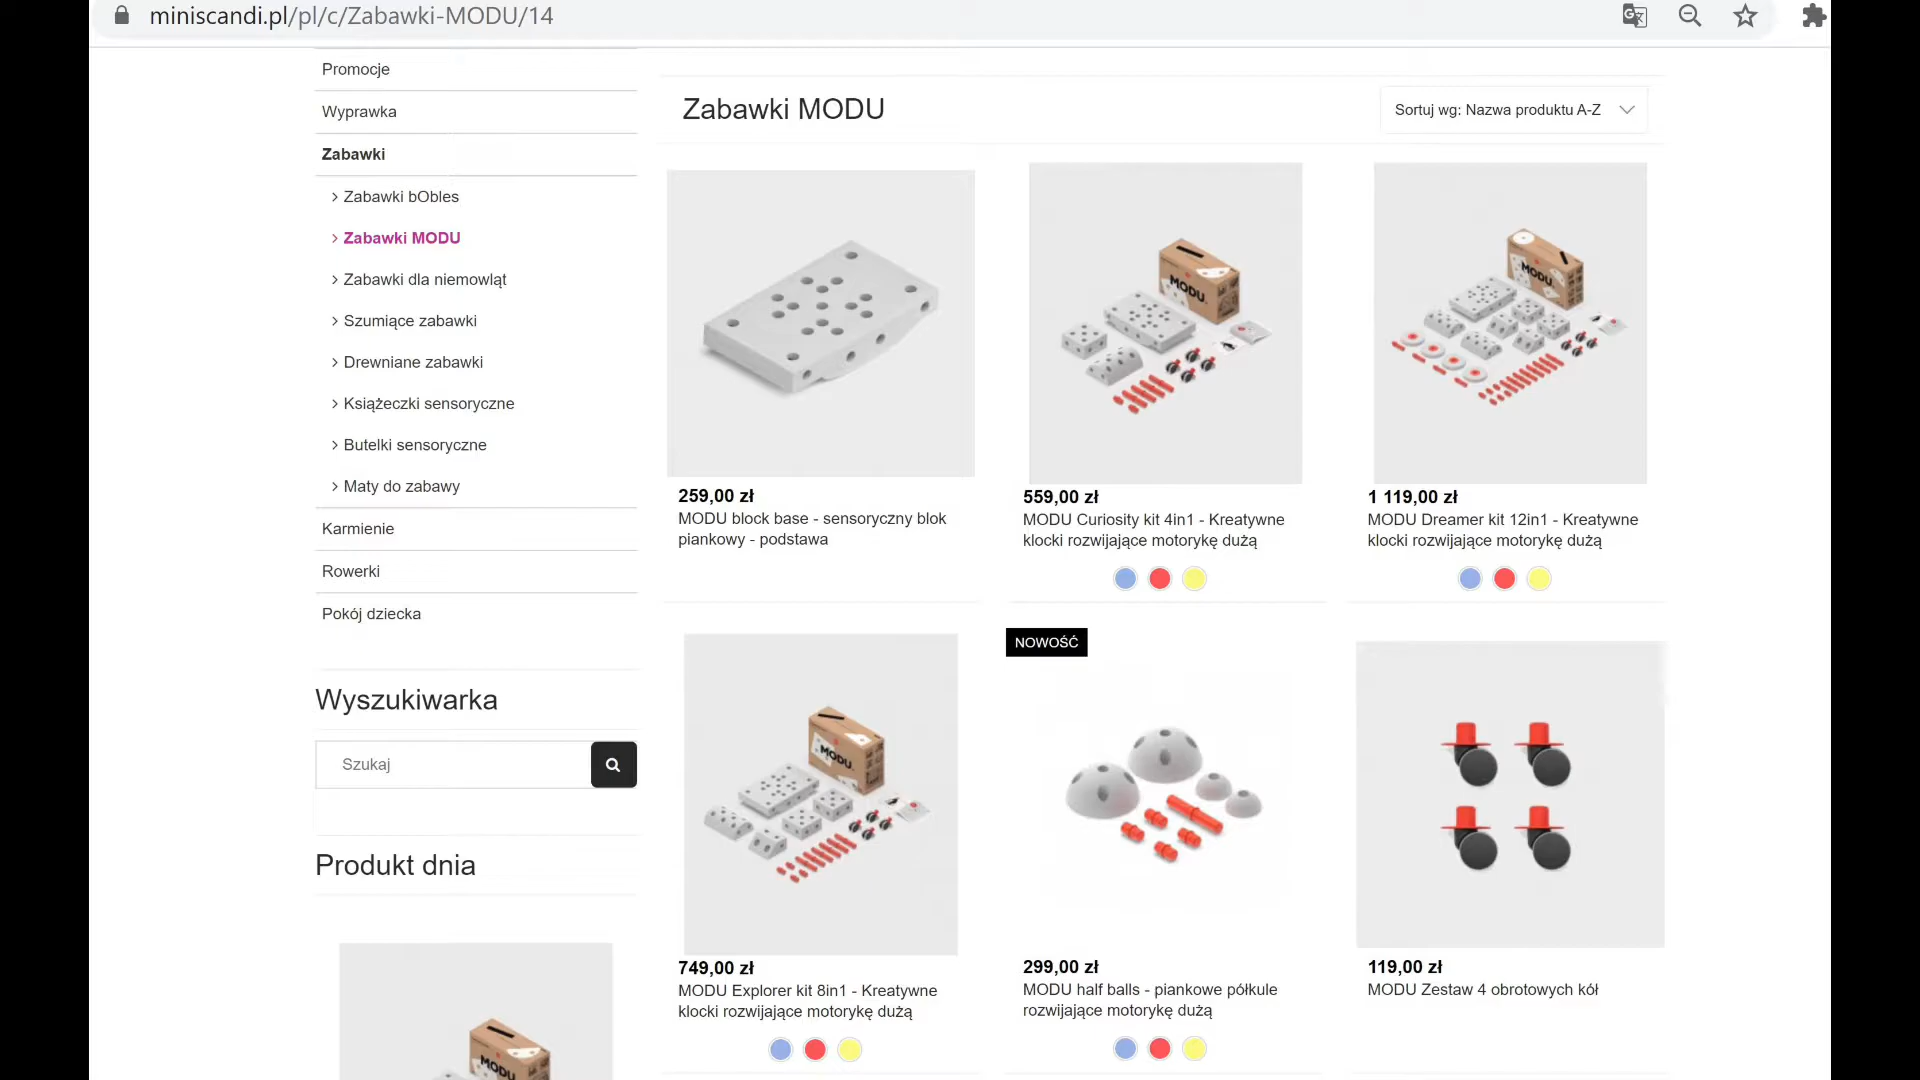 miniscandi.pl/pl/c/Zabawki-MODU/14
Promocje
Wyprawka
Zabawki
> Zabawki bObles
> Zabawki MODU
> Zabawki dla niemowląt
> Szumiące zabawki
> Drewniane zabawki
> Książeczki sensoryczne
> Butelki sensoryczne
> Maty do zabawy
Karmienie
Rowerki
Pokój dziecka
Wyszukiwarka
Szukaj
Produkt dnia
MODU
Zabawki MODU
Sortuj wg: Nazwa produktu A-Z
259,00 zł
MODU block base - sensoryczny blok
piankowy - podstawa
MODU
559,00 zł
MODU Curiosity kit 4in1 - Kreatywne
klocki rozwijające motorykę dużą
MODU
1 119,00 zł
MODU Dreamer kit 12in1 - Kreatywne
klocki rozwijające motorykę dużą
MODU
749,00 zł
MODU Explorer kit 8in1 - Kreatywne
klocki rozwijające motorykę dużą
NOWOŚĆ
299,00 zł
MODU half balls - piankowe półkule
rozwijające motorykę dużą
119,00 zł
MODU Zestaw 4 obrotowych kół